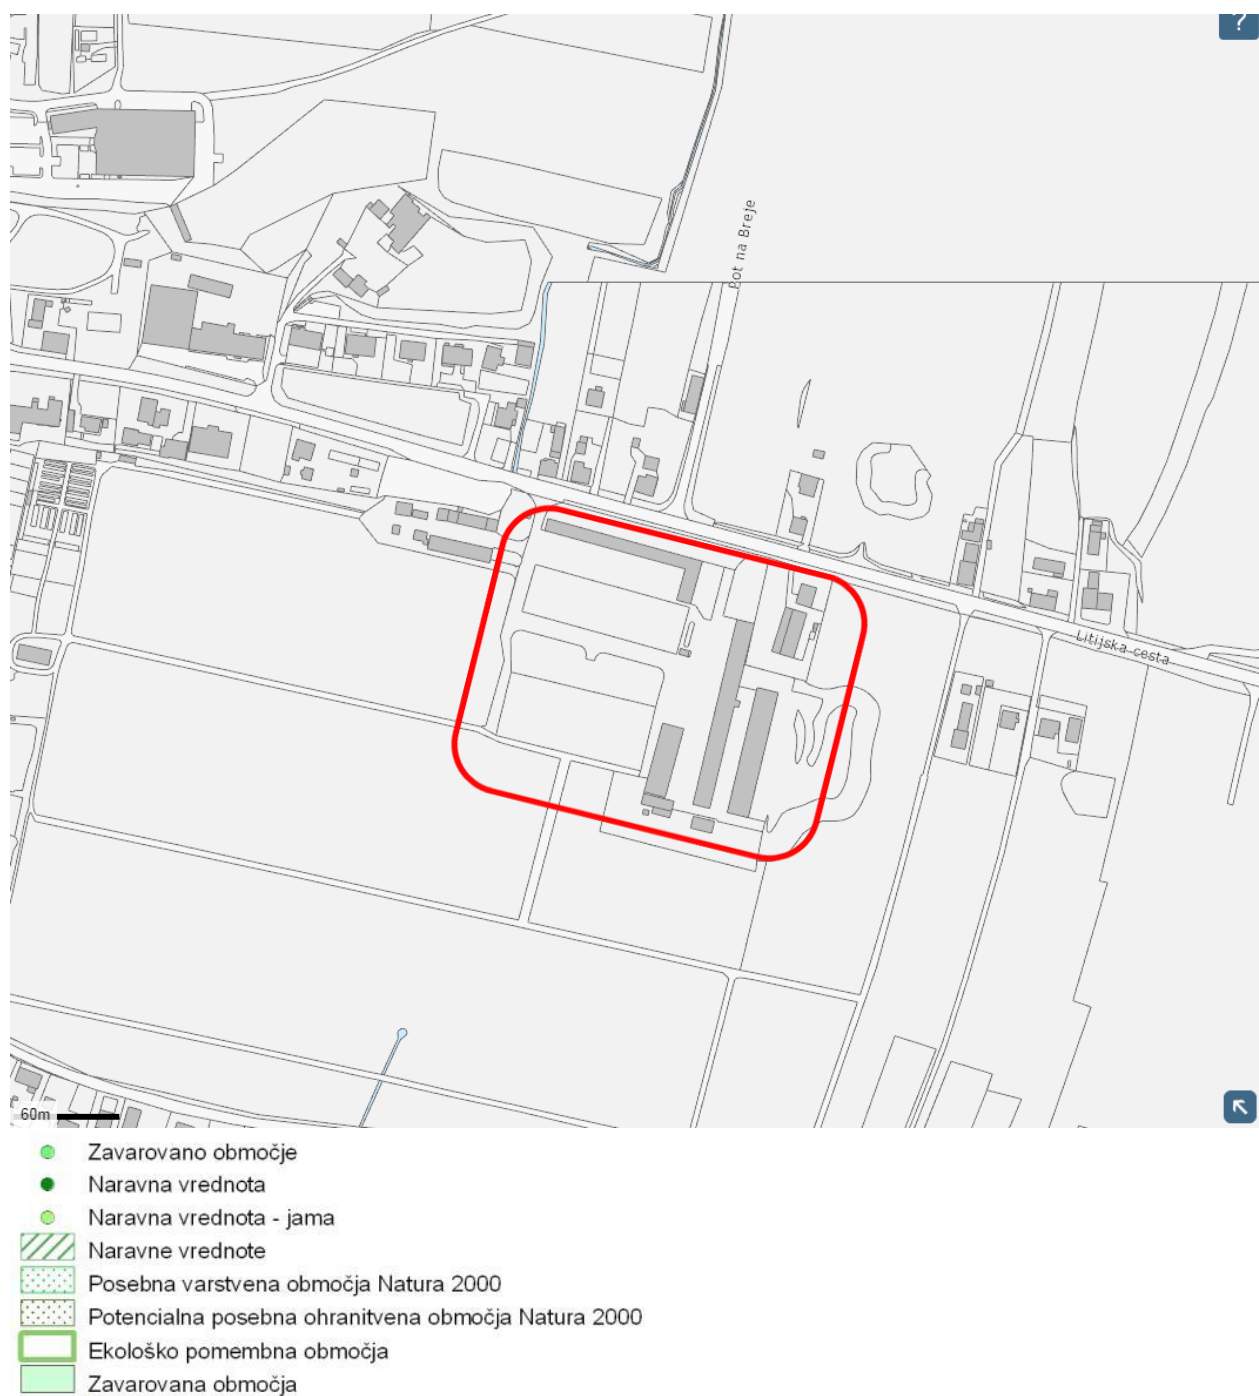 ?
Pot na Breje
Litijska cesta
60m
Zavarovano območje
Naravna vrednota
Naravna vrednota - jama
Naravne vrednote
Posebna varstvena območja Natura 2000
Potencialna posebna ohranitvena območja Natura 2000
Ekološko pomembna območja
Zavarovana območja